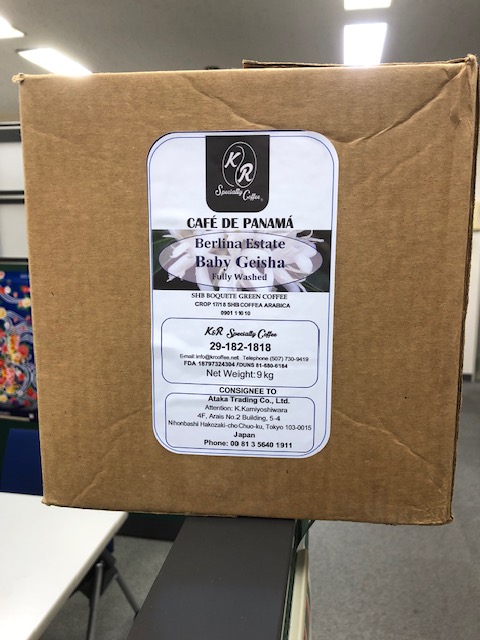 KR
Specialty Coffee
CAFÉ DE PANAMÁ
Berlina Estate
Baby Geisha
Fully Washed
SHB BOQUETE GREEN COFFEE
CROP 17/18 SHB COFFEA ARABICA
0901 11 10 10
K&R Specialty Coffee
29-182-1818
Email: info@krcoffee.net Telephone (507) 730-9419
FDA 18797324304 / DUNS 81-680-6184
Net Weight: 9 kg
CONSIGNEE TO
Ataka Trading Co., Ltd.
Attention: K.Kamiyoshiwara
4F, Arais No.2 Building, 5-4
Nihonbashi Hakozaki-cho Chuo-ku, Tokyo 103-0015
Japan
Phone: 00 81 3 5640 1911